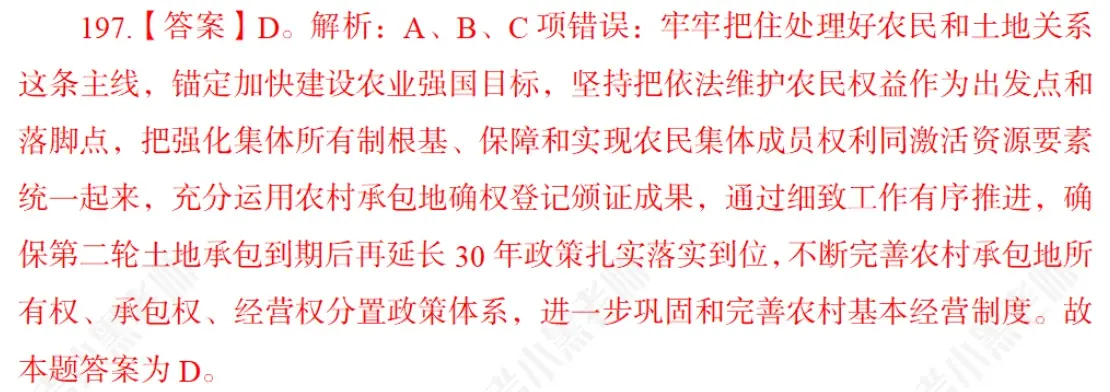 197.【答案】D。解析：A、B、C 项错误：牢牢把住处理好农民和土地关系
这条主线，锚定加快建设农业强国目标，坚持把依法维护农民权益作为出发点和
落脚点，把强化集体所有制根基、保障和实现农民集体成员权利同激活资源要素
统一起来，充分运用农村承包地确权登记颁证成果，通过细致工作有序推进，确
保第二轮土地承包到期后再延长 30 年政策扎实落实到位，不断完善农村承包地所
有权、承包权、经营权分置政策体系，进一步巩固和完善农村基本经营制度。故
本题答案为 D。